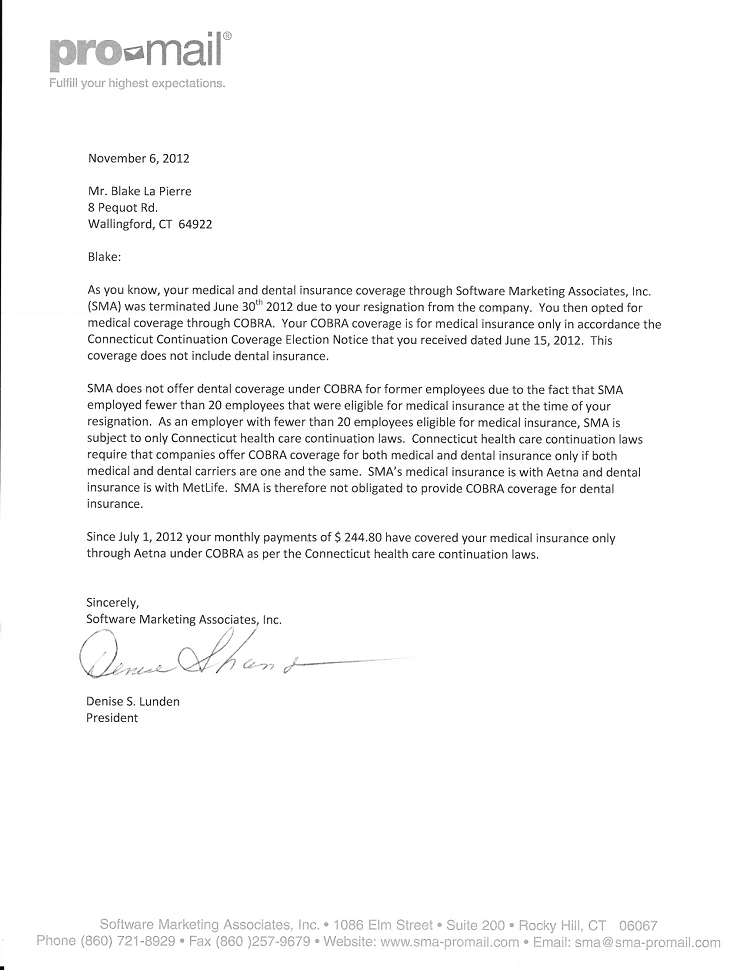 pro mail®
Fulfill your highest expectations.
November 6, 2012
Mr. Blake La Pierre
8 Pequot Rd.
Wallingford, CT 64922
Blake:
As you know, your medical and dental insurance coverage through Software Marketing Associates, Inc.
(SMA) was terminated June 30th 2012 due to your resignation from the company. You then opted for
medical coverage through COBRA. Your COBRA coverage is for medical insurance only in accordance the
Connecticut Continuation Coverage Election Notice that you received dated June 15, 2012. This
coverage does not include dental insurance.
SMA does not offer dental coverage under COBRA for former employees due to the fact that SMA
employed fewer than 20 employees that were eligible for medical insurance at the time of your
resignation. As an employer with fewer than 20 employees eligible for medical insurance, SMA is
subject to only Connecticut health care continuation laws. Connecticut health care continuation laws
require that companies offer COBRA coverage for both medical and dental insurance only if both
medical and dental carriers are one and the same. SMA's medical insurance is with Aetna and dental
insurance is with MetLife. SMA is therefore not obligated to provide COBRA coverage for dental
insurance.
Since July 1, 2012 your monthly payments of $ 244.80 have covered your medical insurance only
through Aetna under COBRA as per the Connecticut health care continuation laws.
Sincerely,
Software Marketing Associates, Inc.
Denise
Denise S. Lunden
President
Software Marketing Associates, Inc. • 1086 Elm Street • Suite 200 • Rocky Hill, CT 06067
Phone (860) 721-8929 • Fax (860 )257-9679 • Website: www.sma-promail.com • Email: sma@sma-promail.com